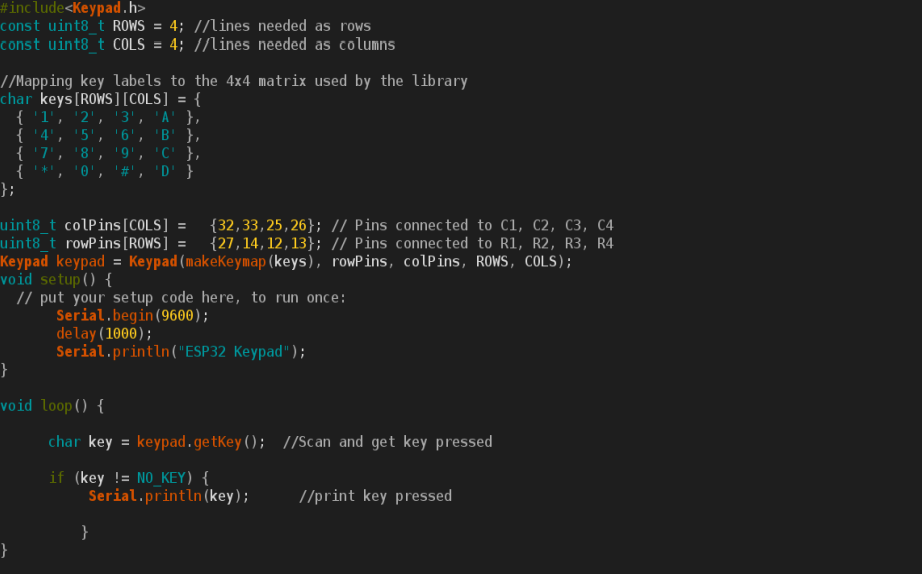 #include<Keypad.h>
const uint8_t ROWS = 4; //lines needed as rows
const uint8_t COLS = 4; //lines needed as columns
//Mapping key labels to the 4x4 matrix used by the library
char keys[ROWS][COLS] = {
{ '1', '2', '3', 'A' },
{ '4', '5', '6', 'B' },
{ '7', '8', '9', 'C' },
{ '*', '0', '#', 'D' }
};
uint8_t colPins[COLS] = {32,33,25,26}; // Pins connected to C1, C2, C3, C4
uint8_t rowPins[ROWS] = {27,14,12,13}; // Pins connected to R1, R2, R3, R4
Keypad keypad = Keypad(makeKeymap(keys), rowPins, colPins, ROWS, COLS);
void setup() {
// put your setup code here, to run once:
Serial.begin(9600);
delay(1000);
Serial.println("ESP32 Keypad");
}
void loop() {
char key = keypad.getKey(); //Scan and get key pressed
if (key != NO_KEY) {
Serial.println(key); //print key pressed
}
}